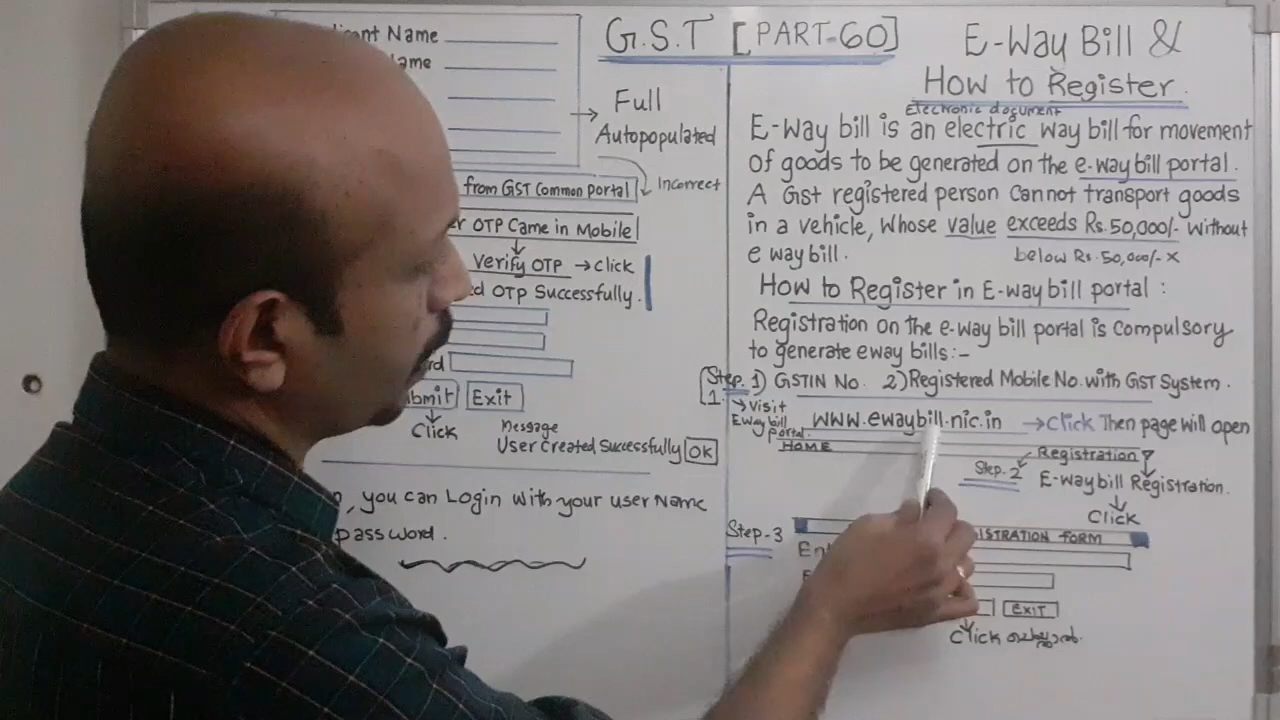 G.S.T [PART-60]
E-Way Bill &
How to Register
Electronic document
E-Way bill is an electric way bill for movement
of goods to be generated on the e-way bill portal.
A Gst registered person cannot transport goods
in a vehicle, whose value exceeds Rs. 50,000/- without
e way bill.
below Rs. 50,000/- x
How to Register in E-way bill portal :
Registration on the e-way bill portal is compulsory
to generate eway bills:-
Step. 1) GSTIN No. 2) Registered Mobile No. with GST System.
1. → Visit
Eway bill
portal
www.ewaybill.nic.in → Click Then page will open
HOME
Registration
Step. 2 E-way bill Registration.
Click
Step-3
FORM
EXIT
Click
Name
Full
Autopopulated
from GST Common portal
Incorrect
OTP Came in Mobile
Verify OTP → click
OTP Successfully.
Exit
Click
Message
User Created Successfully OK
, you can Login with your user Name
password.